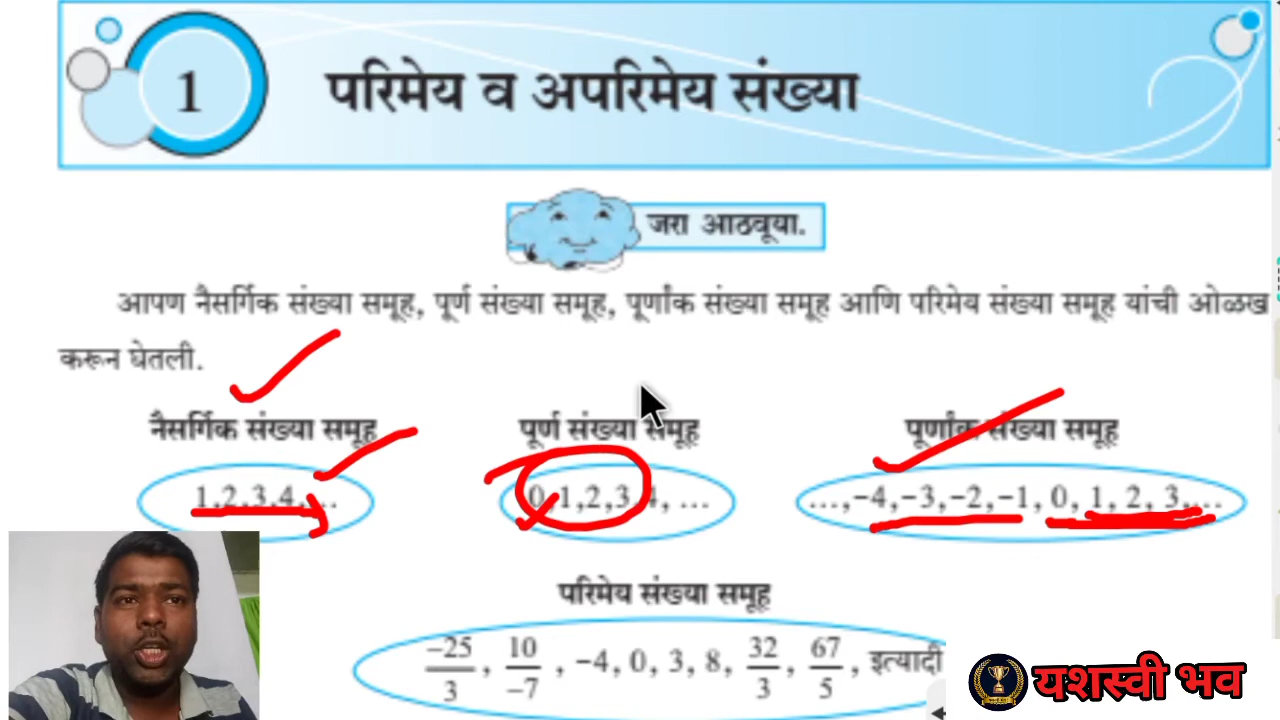 1
परिमेय व अपरिमेय संख्या
जरा आठवूया.
आपण नैसर्गिक संख्या समूह, पूर्ण संख्या समूह, पूर्णांक संख्या समूह आणि परिमेय संख्या समूह यांची ओळख
करून घेतली.
नैसर्गिक संख्या समूह पूर्ण संख्या समूह पूर्णांक संख्या समूह
1,2,3,4,... 0,1,2,3,4, ... ...,-4,-3,-2,-1, 0, 1, 2, 3,...
परिमेय संख्या समूह
-25/3, 10/-7, -4, 0, 3, 8, 32/3, 67/5, इत्यादी
यशस्वी भव